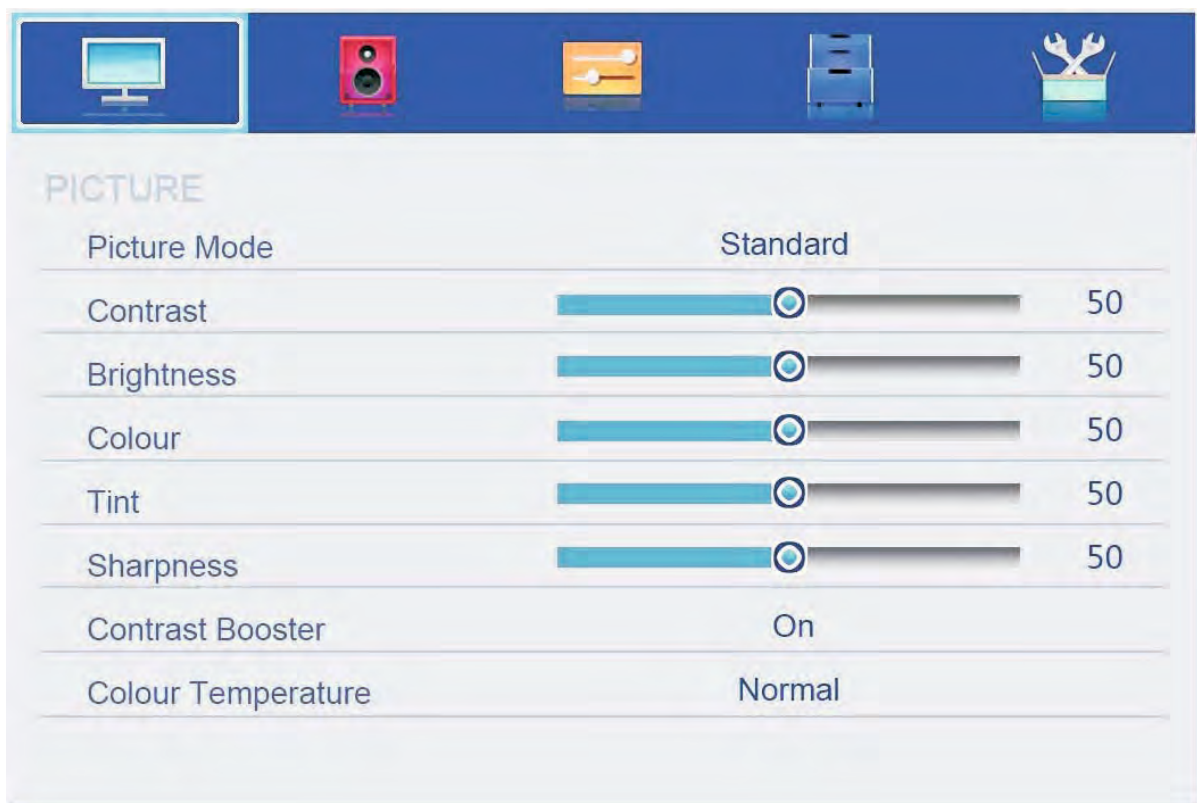 PICTURE
Picture Mode Standard
Contrast 50
Brightness 50
Colour 50
Tint 50
Sharpness 50
Contrast Booster On
Colour Temperature Normal